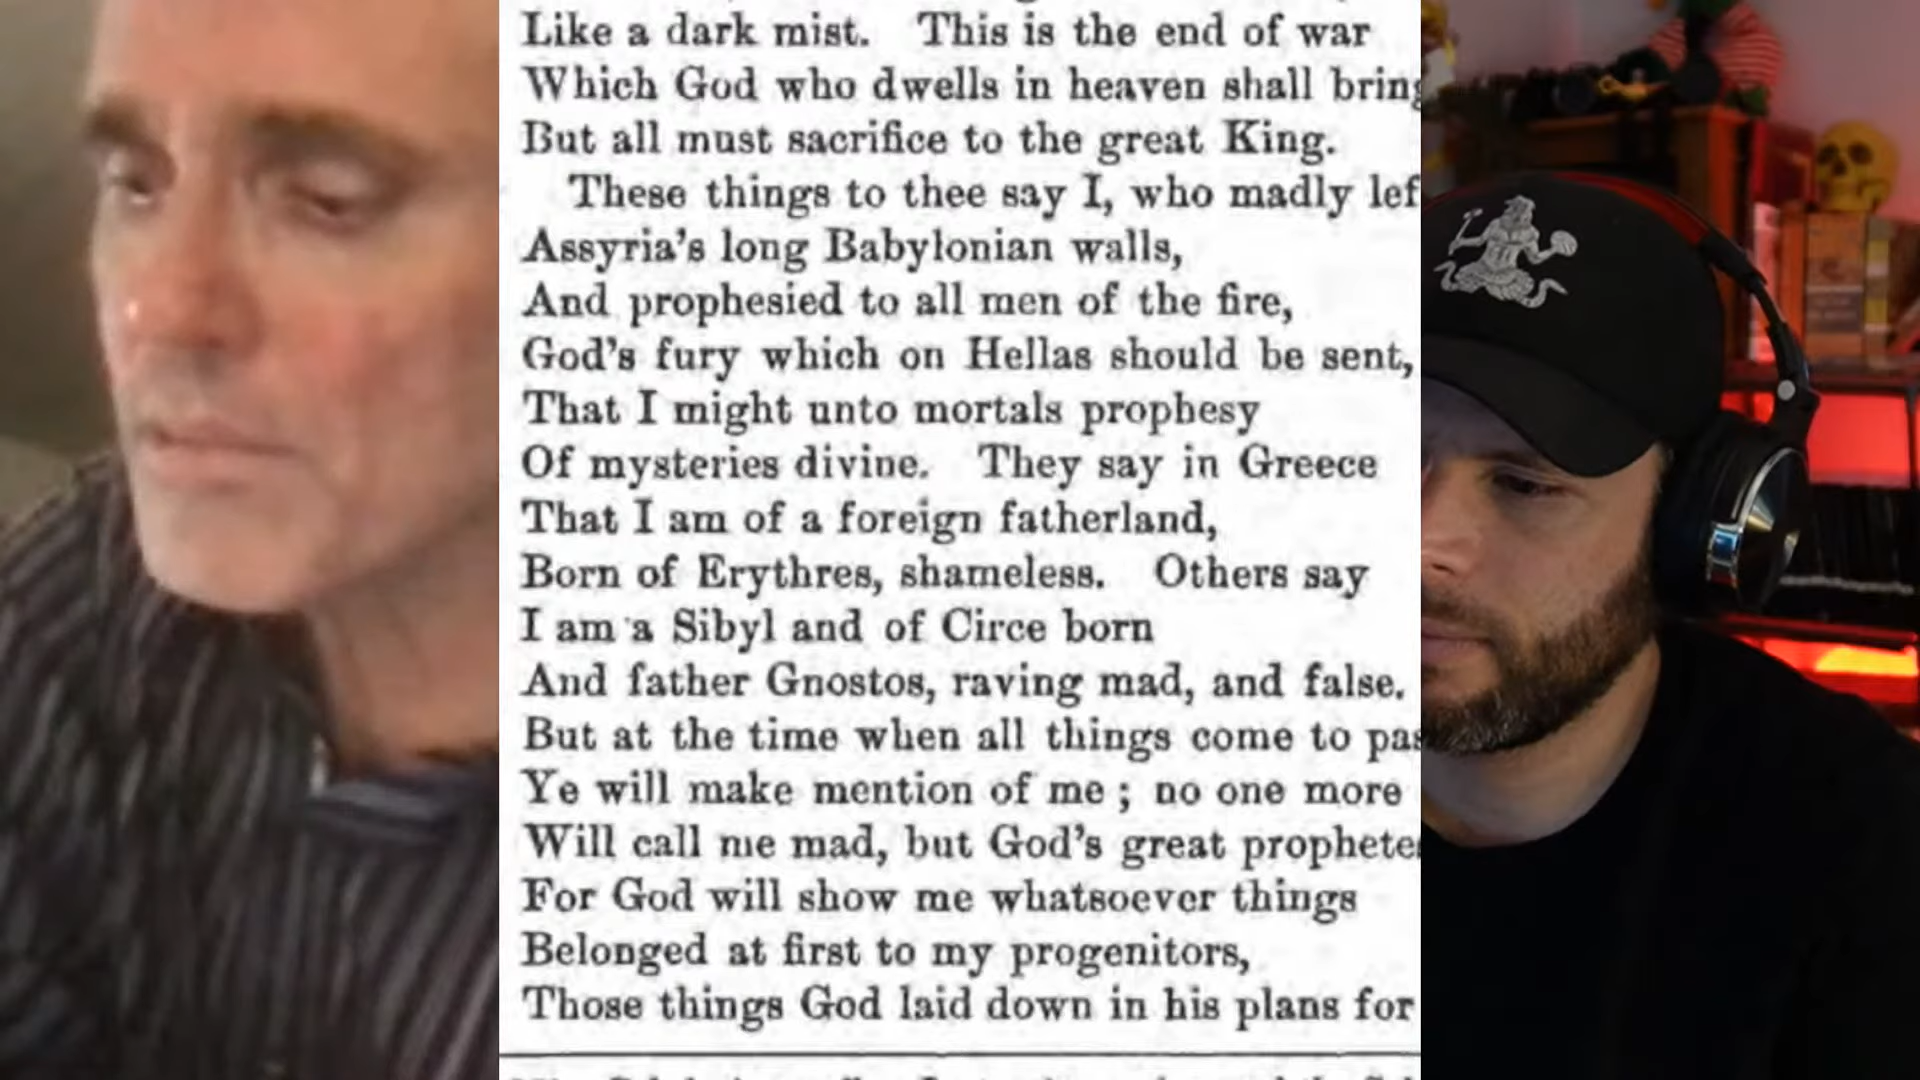 Like a dark mist. This is the end of war
Which God who dwells in heaven shall bring
But all must sacrifice to the great King.
These things to thee say I, who madly lef
Assyria's long Babylonian walls,
And prophesied to all men of the fire,
God's fury which on Hellas should be sent,
That I might unto mortals prophesy
Of mysteries divine. They say in Greece
That I am of a foreign fatherland,
Born of Erythres, shameless. Others say
I am a Sibyl and of Circe born
And father Gnostos, raving mad, and false.
But at the time when all things come to pas
Ye will make mention of me ; no one more
Will call me mad, but God's great prophetes
For God will show me whatsoever things
Belonged at first to my progenitors,
Those things God laid down in his plans for